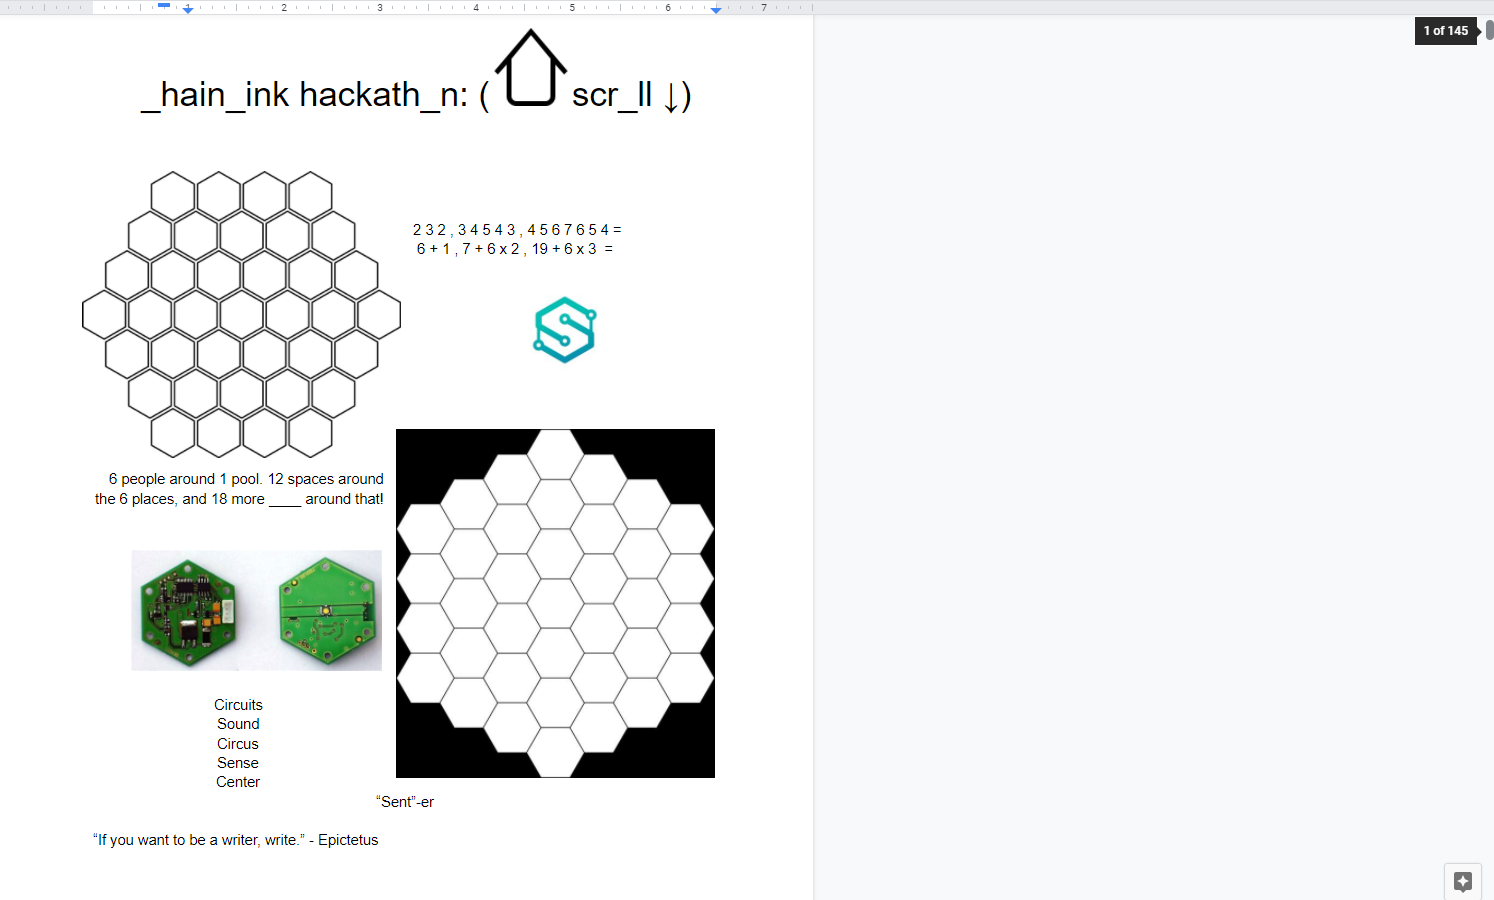 1 2 3 4 5 6 7
1 of 145
_hain_ink hackath_n: ( scr_ll ↓)
2 3 2 , 3 4 5 4 3 , 4 5 6 7 6 5 4 =
6 + 1 , 7 + 6 x 2 , 19 + 6 x 3 =
6 people around 1 pool. 12 spaces around
the 6 places, and 18 more ____ around that!
Circuits
Sound
Circus
Sense
Center
“Sent”-er
“If you want to be a writer, write.” - Epictetus